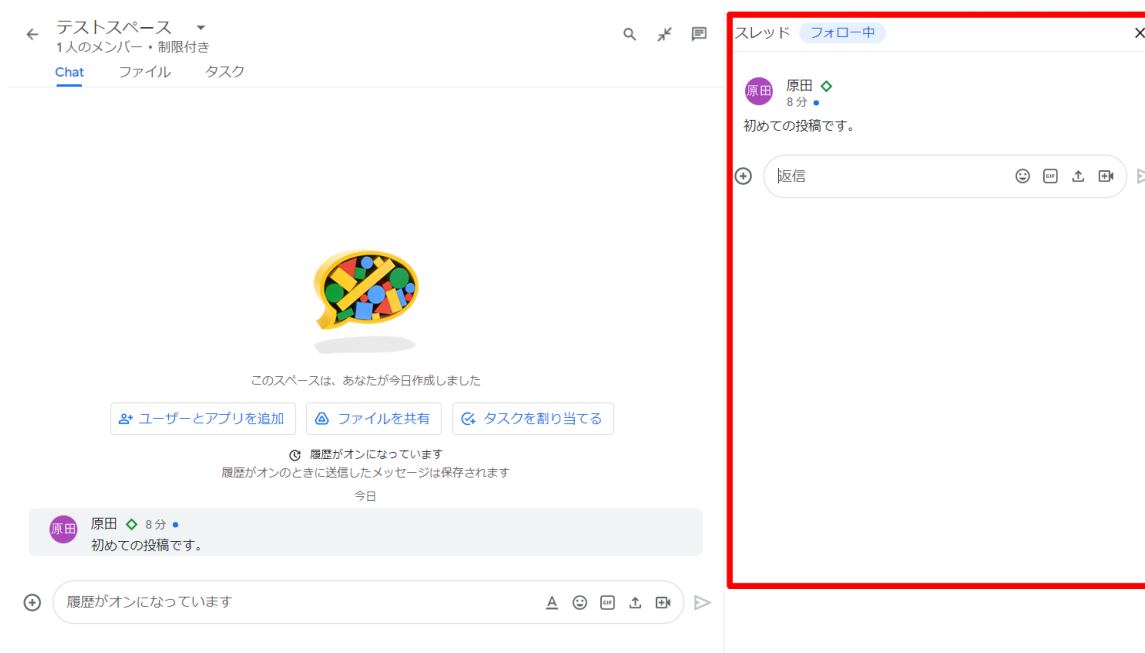 テストスペース
1人のメンバー・制限付き
Chat ファイル タスク
このスペースは、あなたが今日作成しました
ユーザーとアプリを追加 ファイルを共有 タスクを割り当てる
履歴がオンになっています
履歴がオンのときに送信したメッセージは保存されます
今日
原田 原田 8分
初めての投稿です。
履歴がオンになっています GIF
スレッド フォロー中
原田 原田
8分
初めての投稿です。
返信 GIF